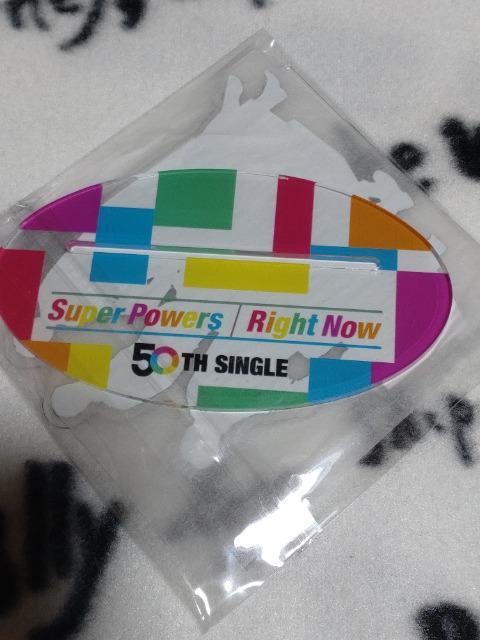 Super Powers | Right Now
50TH SINGLE